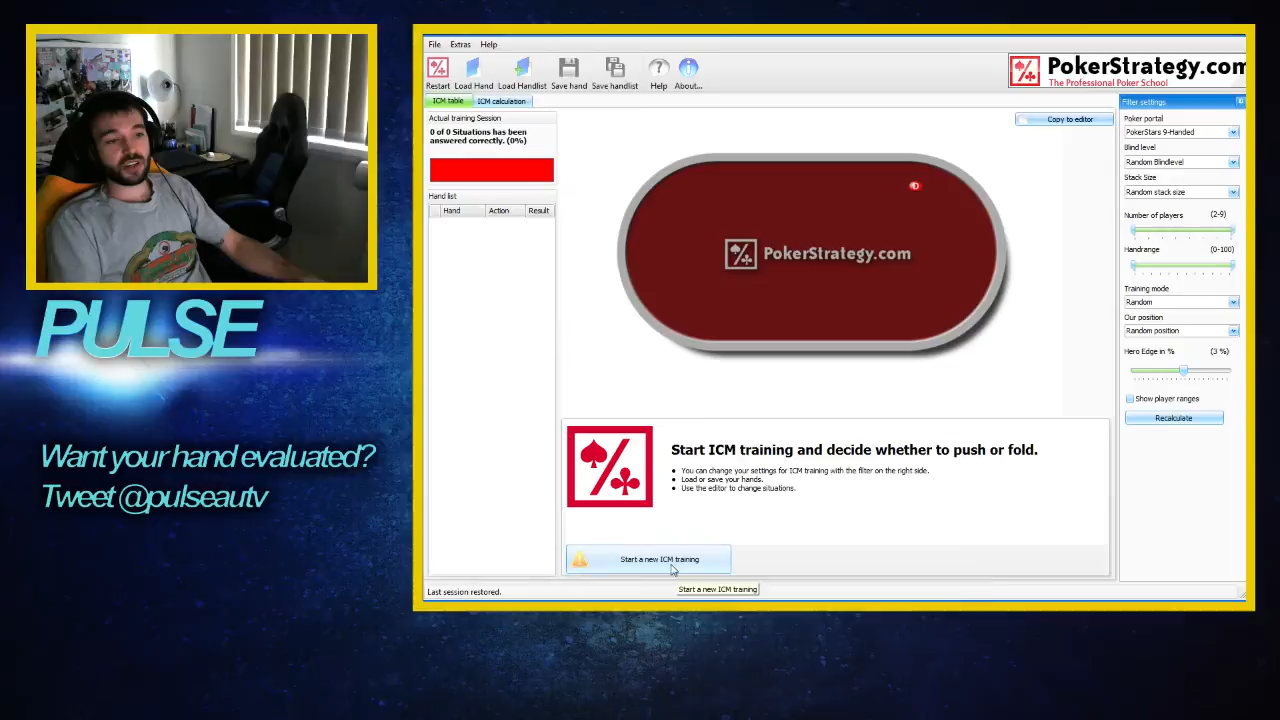 File Extras Help
Restart Load Hand Load Handlist Save hand Save handlist Help About...
PokerStrategy.com
The Professional Poker School
ICM table ICM calculation
Actual training Session
0 of 0 Situations has been
answered correctly. (0%)
Hand list
Hand Action Result
Copy to editor
D
PokerStrategy.com
Filter settings
Poker portal
PokerStars 9-Handed
Blind level
Random Blindlevel
Stack Size
Random stack size
Number of players (2-9)
Handrange (0-100)
Training mode
Random
Our position
Random position
Hero Edge in % (3 %)
Show player ranges
Recalculate
Start ICM training and decide whether to push or fold.
You can change your settings for ICM training with the filter on the right side.
Load or save your hands.
Use the editor to change situations.
Start a new ICM training
Start a new ICM training
Last session restored.
PULSE
Want your hand evaluated?
Tweet @pulseautv